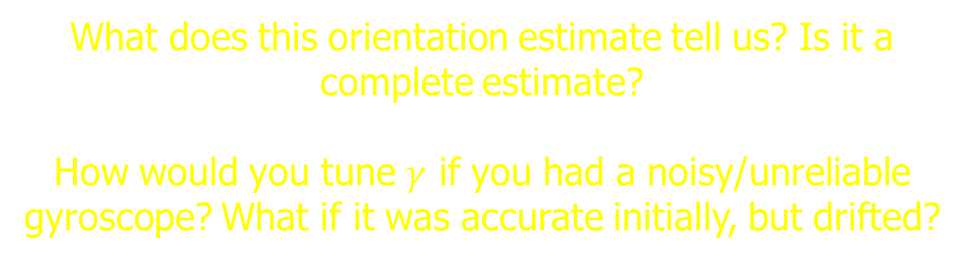 What does this orientation estimate tell us? Is it a
complete estimate?
How would you tune γ if you had a noisy/unreliable
gyroscope? What if it was accurate initially, but drifted?